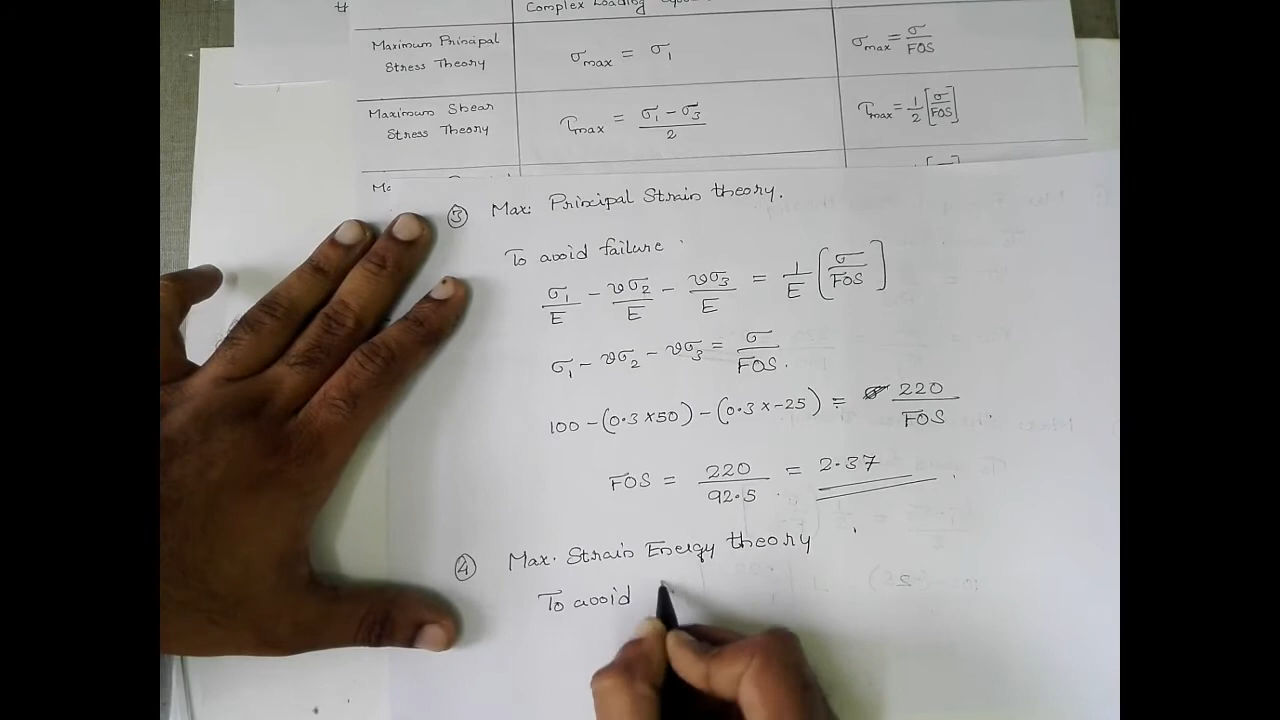 Complex Loading
Maximum Principal Stress Theory σmax = σ1 σmax = σ/FOS
Maximum Shear Stress Theory τmax = (σ1 - σ3)/2 τmax = 1/2 [σ/FOS]
③ Max: Principal Strain theory.
To avoid failure
σ1/E - νσ2/E - νσ3/E = 1/E [σ/FOS]
σ1 - νσ2 - νσ3 = σ/FOS.
100 - (0.3 × 50) - (0.3 × -25) = 220/FOS
FOS = 220/92.5 = 2.37
④ Max. Strain Energy theory
To avoid